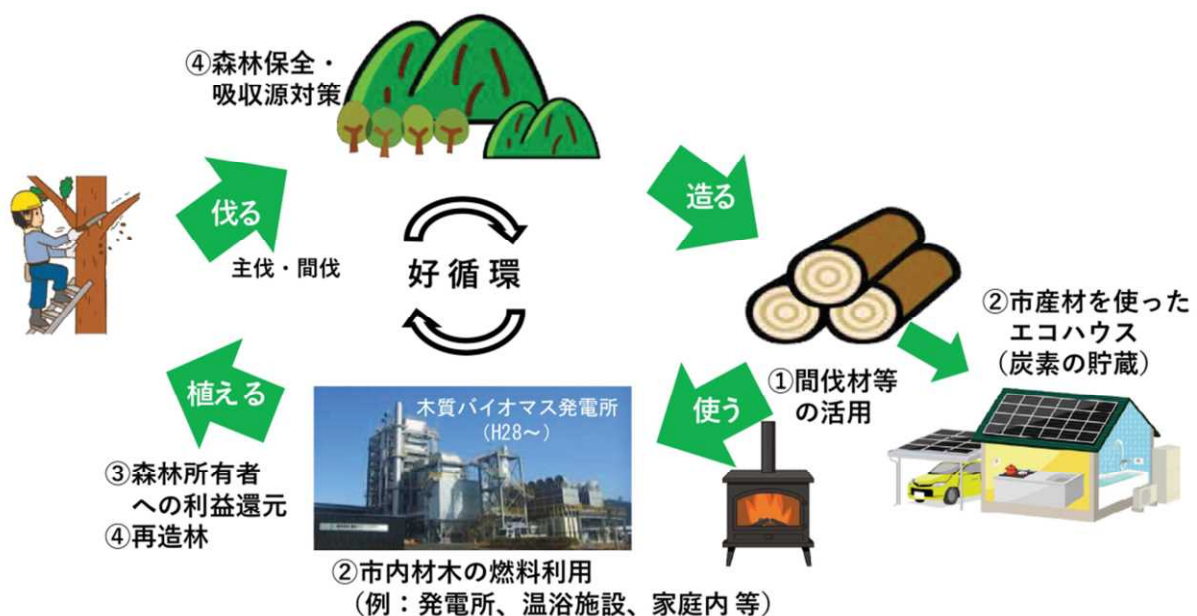 ④森林保全・
吸収源対策
伐る
主伐・間伐
造る
好循環
②市産材を使った
エコハウス
（炭素の貯蔵）
①間伐材等
の活用
使う
植える
木質バイオマス発電所
（H28～）
③森林所有者
への利益還元
④再造林
②市内材木の燃料利用
（例：発電所、温浴施設、家庭内 等）